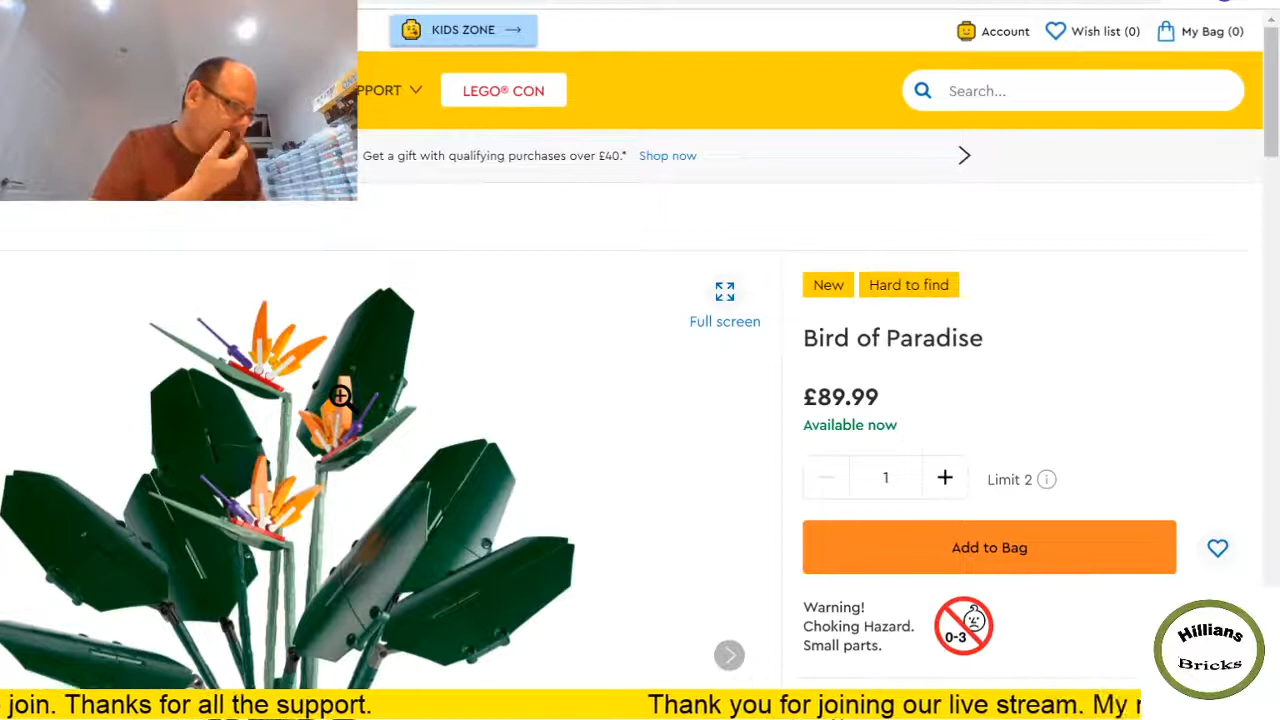 KIDS ZONE
Account
Wish list (0)
My Bag (0)
PPORT
LEGO® CON
Search...
Get a gift with qualifying purchases over £40.* Shop now
New
Hard to find
Full screen
Bird of Paradise
£89.99
Available now
1
Limit 2
Add to Bag
Warning!
Choking Hazard.
Small parts.
0-3
Hillians
Bricks
join. Thanks for all the support.
Thank you for joining our live stream. My